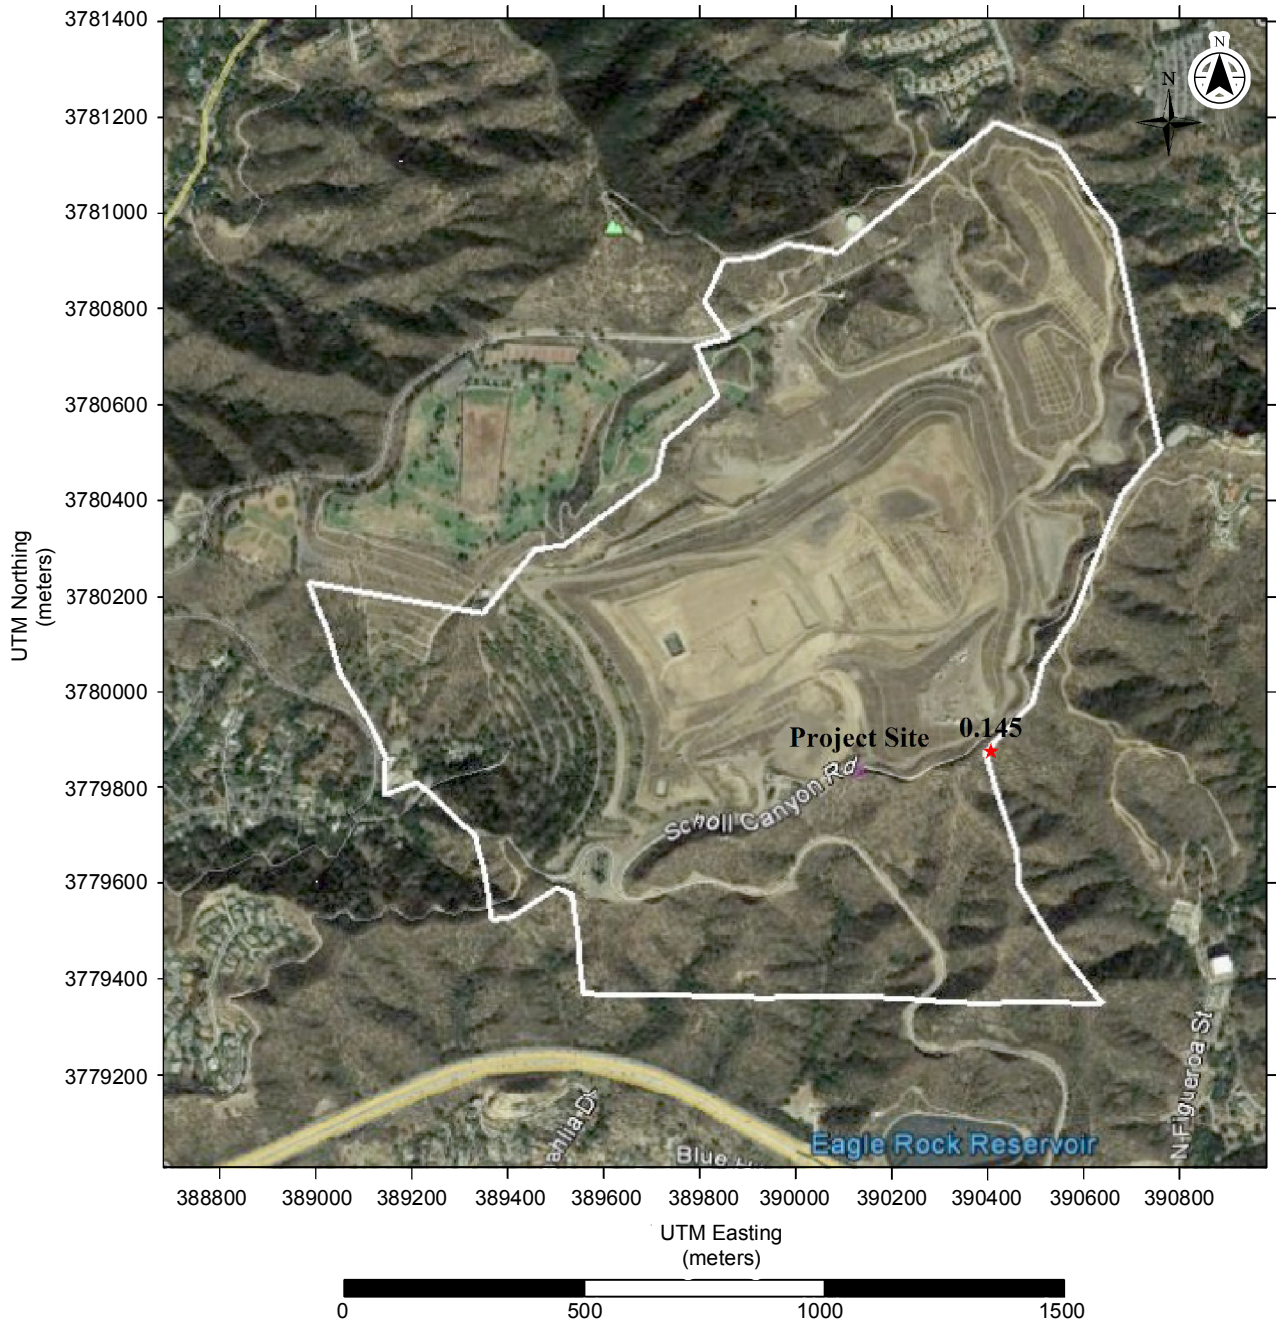 3781400
3781200
3781000
3780800
3780600
3780400
3780200
3780000
3779800
3779600
3779400
3779200
UTM Northing
(meters)
N
N
Project Site
0.145
Scholl Canyon Rd
N Figueroa St
Eagle Rock Reservoir
Blue
388800 389000 389200 389400 389600 389800 390000 390200 390400 390600 390800
UTM Easting
(meters)
0 500 1000 1500